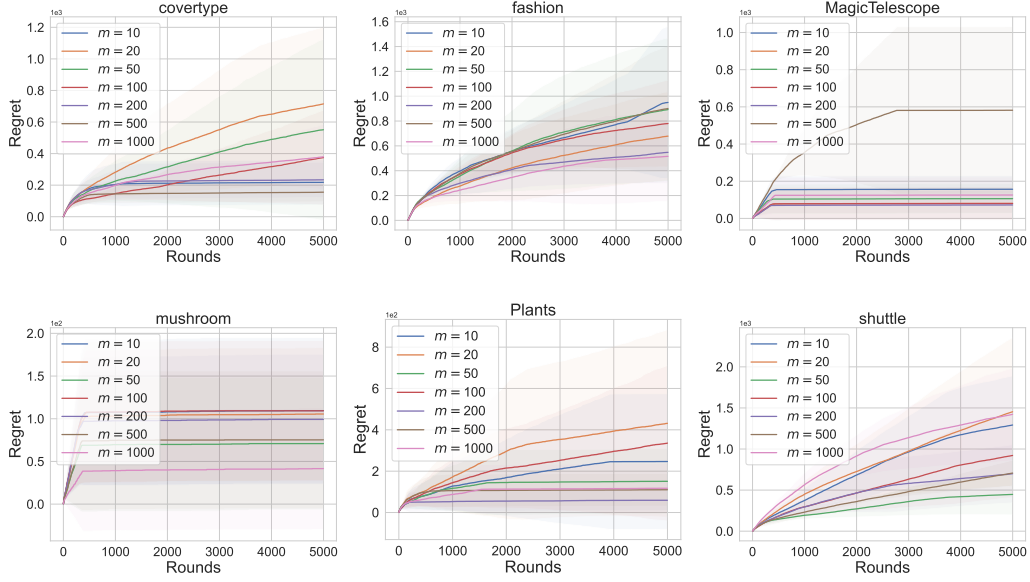 covertype
1e3
1.2
1.0
0.8
0.6
0.4
0.2
0.0
Regret
m = 10
m = 20
m = 50
m = 100
m = 200
m = 500
m = 1000
0 1000 2000 3000 4000 5000
Rounds
fashion
1e3
1.6
1.4
1.2
1.0
0.8
0.6
0.4
0.2
0.0
Regret
m = 10
m = 20
m = 50
m = 100
m = 200
m = 500
m = 1000
0 1000 2000 3000 4000 5000
Rounds
MagicTelescope
1e3
1.0
0.8
0.6
0.4
0.2
0.0
Regret
m = 10
m = 20
m = 50
m = 100
m = 200
m = 500
m = 1000
0 1000 2000 3000 4000 5000
Rounds
mushroom
1e2
2.0
1.5
1.0
0.5
0.0
Regret
m = 10
m = 20
m = 50
m = 100
m = 200
m = 500
m = 1000
0 1000 2000 3000 4000 5000
Rounds
Plants
1e2
8
6
4
2
0
Regret
m = 10
m = 20
m = 50
m = 100
m = 200
m = 500
m = 1000
0 1000 2000 3000 4000 5000
Rounds
shuttle
1e3
2.0
1.5
1.0
0.5
0.0
Regret
m = 10
m = 20
m = 50
m = 100
m = 200
m = 500
m = 1000
0 1000 2000 3000 4000 5000
Rounds